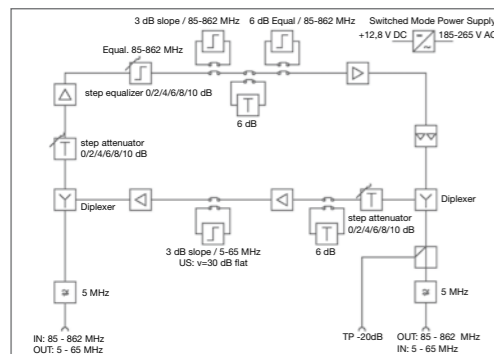 3 dB slope / 85-862 MHz
6 dB Equal / 85-862 MHz
Switched Mode Power Supply
+12,8 V DC
185-265 V AC
Equal. 85-862 MHz
step equalizer 0/2/4/6/8/10 dB
6 dB
step attenuator
0/2/4/6/8/10 dB
T
T
T
T
Diplexer
Diplexer
step attenuator
0/2/4/6/8/10 dB
3 dB slope / 5-65 MHz
US: v=30 dB flat
6 dB
5 MHz
5 MHz
IN: 85 - 862 MHz
OUT: 5 - 65 MHz
TP -20dB
OUT: 85 - 862 MHz
IN: 5 - 65 MHz